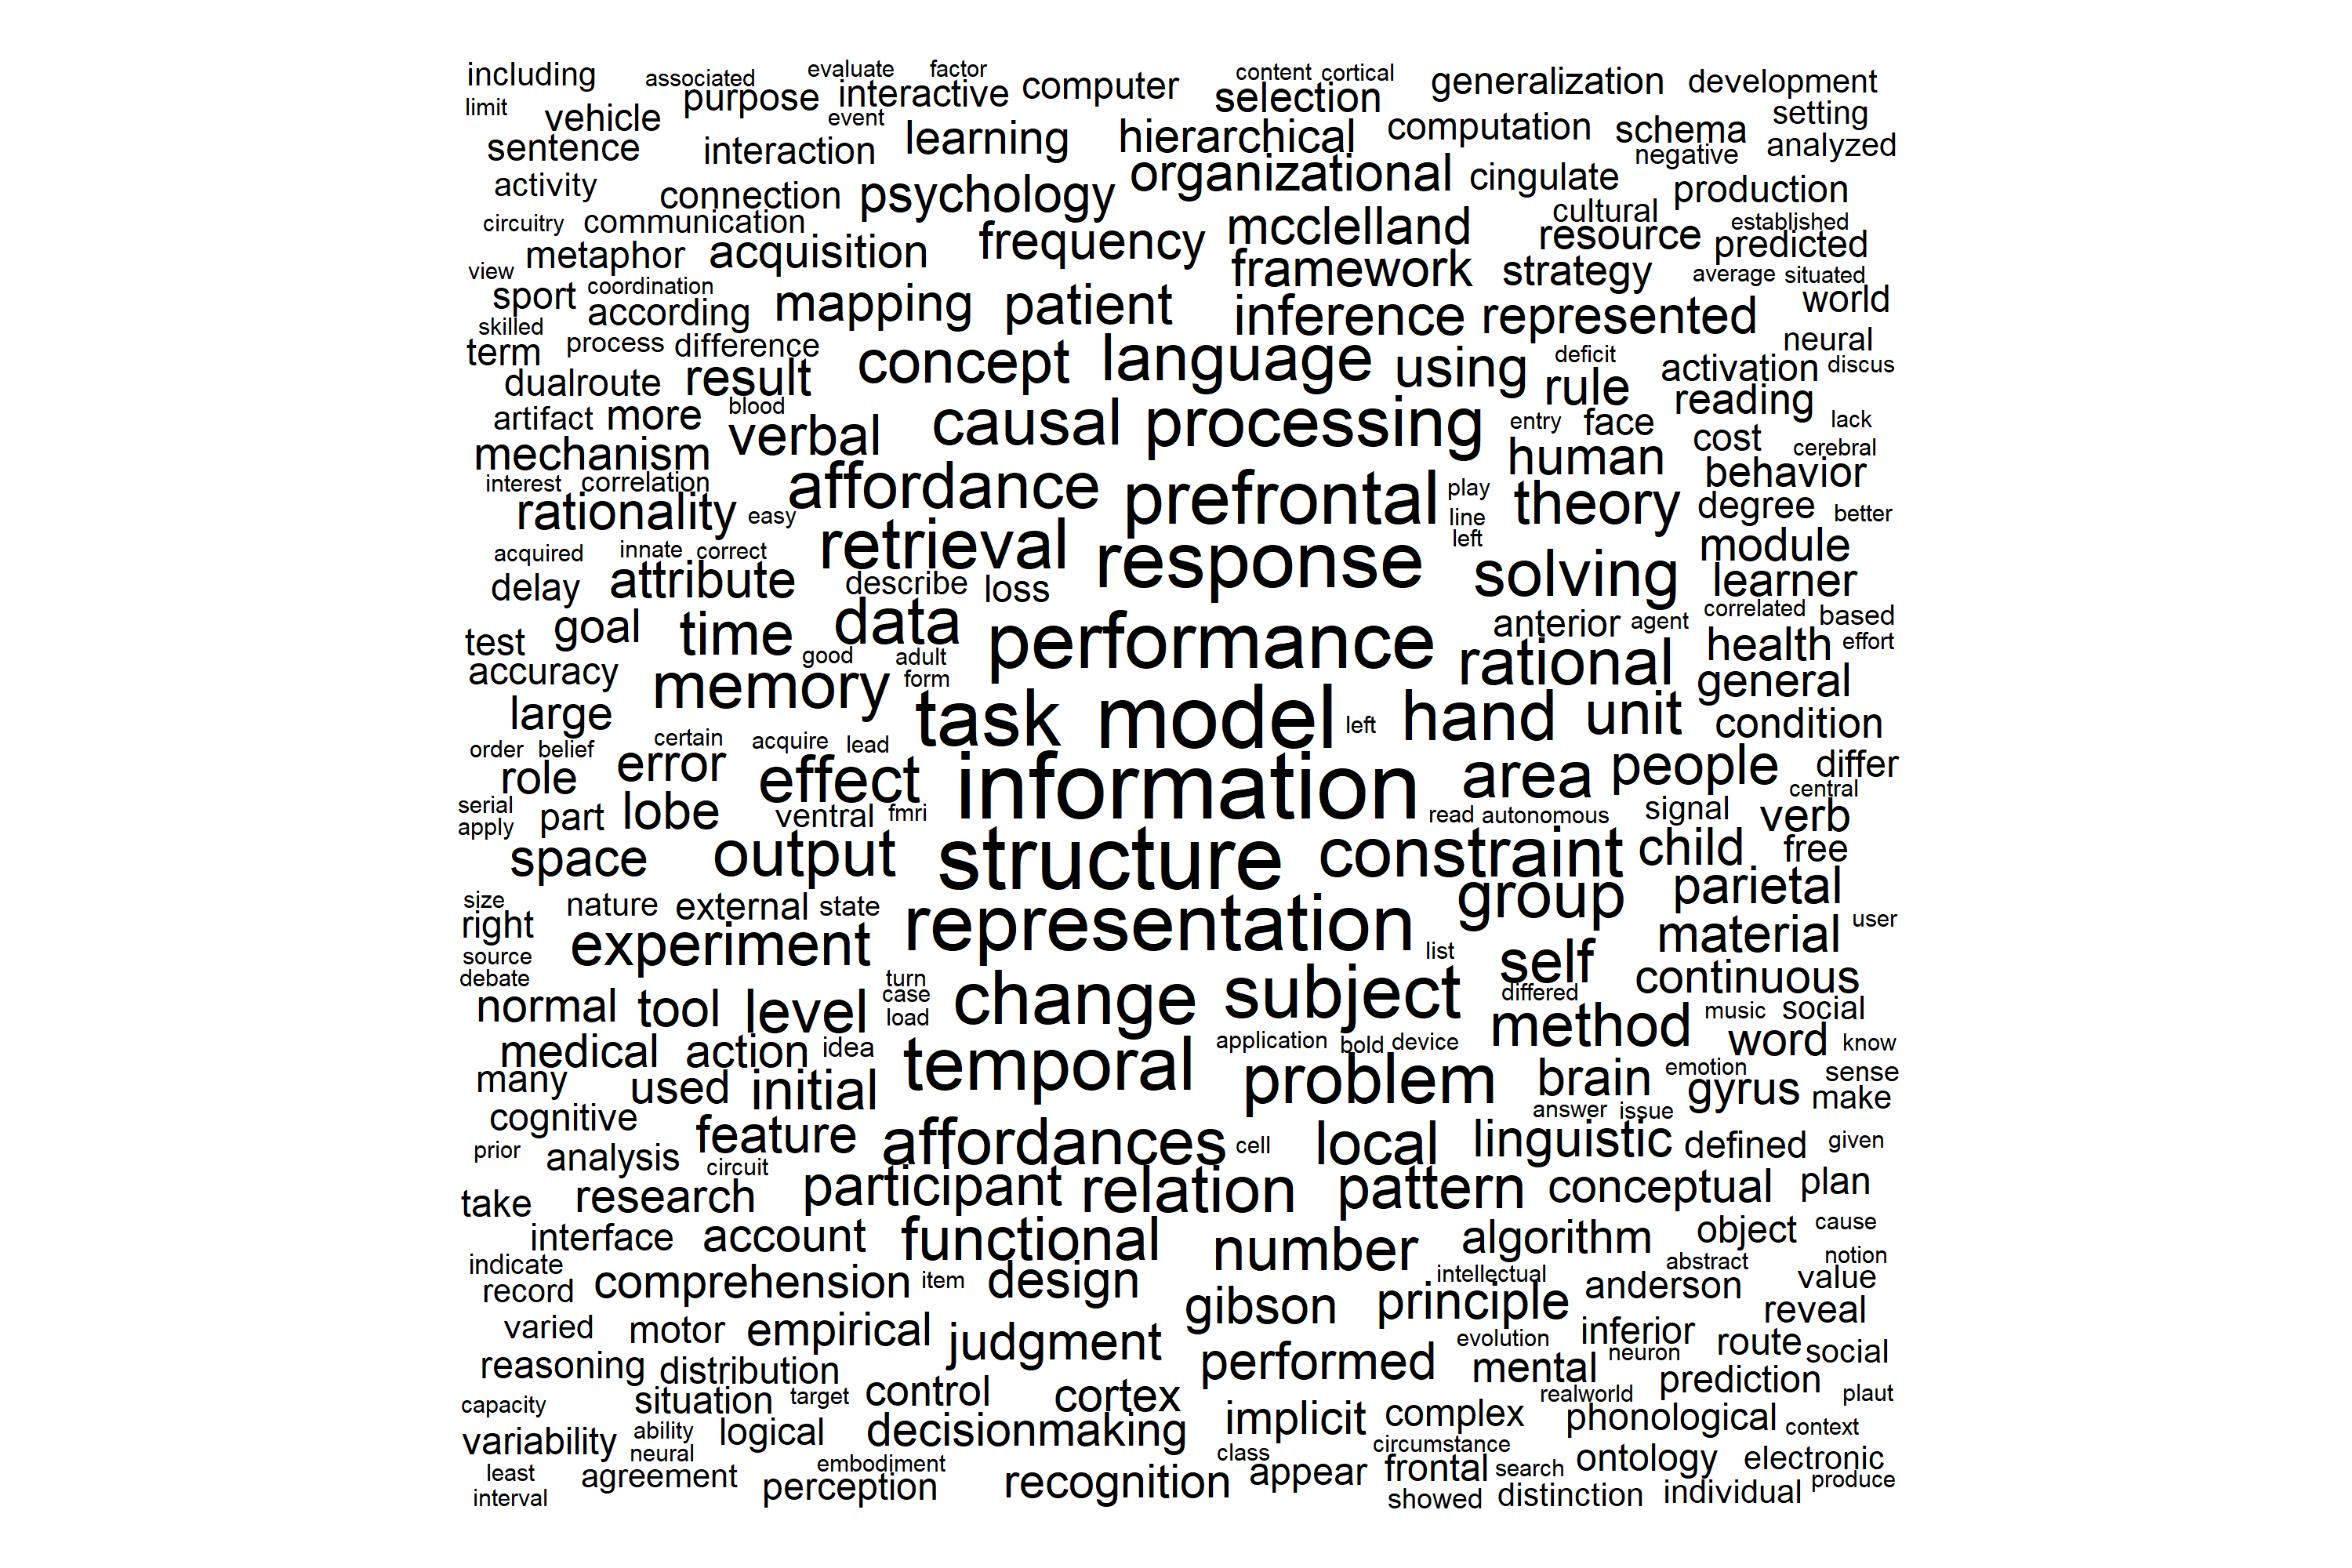 including associated evaluate factor content cortical generalization development
limit vehicle purpose interactive computer selection setting
event
sentence interaction learning hierarchical computation schema negative analyzed
activity connection psychology organizational cingulate production
circuitry communication mcclelland cultural established
metaphor acquisition frequency resource predicted
view framework strategy average situated
sport coordination according mapping patient inference represented world
skilled
term process difference concept language using deficit neural
dualroute result rule activation discus
artifact more blood causal processing entry face reading lack
mechanism verbal human cost cerebral
interest correlation affordance prefrontal play theory behavior
rationality easy line degree better
acquired innate correct retrieval response left module
delay attribute describe loss solving learner
test goal time data performance anterior agent correlated based
accuracy good adult rational health effort
memory form general
large task model left hand unit condition
order belief certain acquire lead
role error effect information area people differ
serial central
apply part lobe ventral fmri read autonomous signal verb
space output structure constraint child free
size group parietal
right nature external state representation material user
source experiment list self
debate turn continuous
normal tool level case change subject differed music social
load method
medical action idea temporal application bold device word know
many used initial problem brain emotion gyrus sense
make
cognitive feature affordances cell local answer issue linguistic defined given
prior analysis circuit
take research participant relation pattern conceptual plan
interface account functional number algorithm object cause
indicate abstract notion
record comprehension item design intellectual anderson value
gibson principle reveal
varied motor empirical judgment evolution inferior route
reasoning distribution performed mental neuron social
capacity situation target control cortex realworld prediction plaut
variability ability logical decisionmaking implicit complex phonological context
neural circumstance
least agreement embodiment class ontology electronic
perception recognition appear frontal search produce
interval showed distinction individual